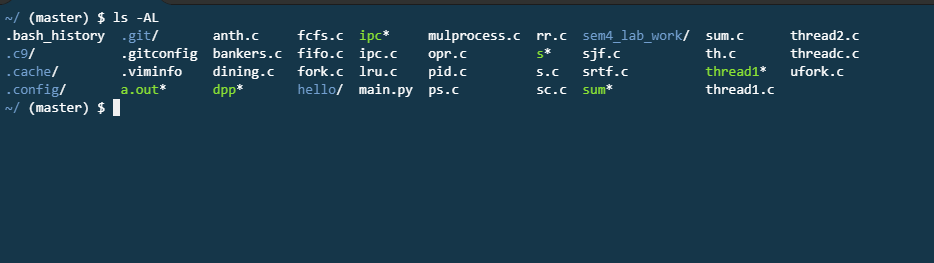 ~/ (master) $ ls -AL
.bash_history .git/ anth.c fcfs.c ipc* mulprocess.c rr.c sem4_lab_work/ sum.c thread2.c
.c9/ .gitconfig bankers.c fifo.c ipc.c opr.c s* sjf.c th.c threadc.c
.cache/ .viminfo dining.c fork.c lru.c pid.c s.c srtf.c thread1* ufork.c
.config/ a.out* dpp* hello/ main.py ps.c sc.c sum* thread1.c
~/ (master) $